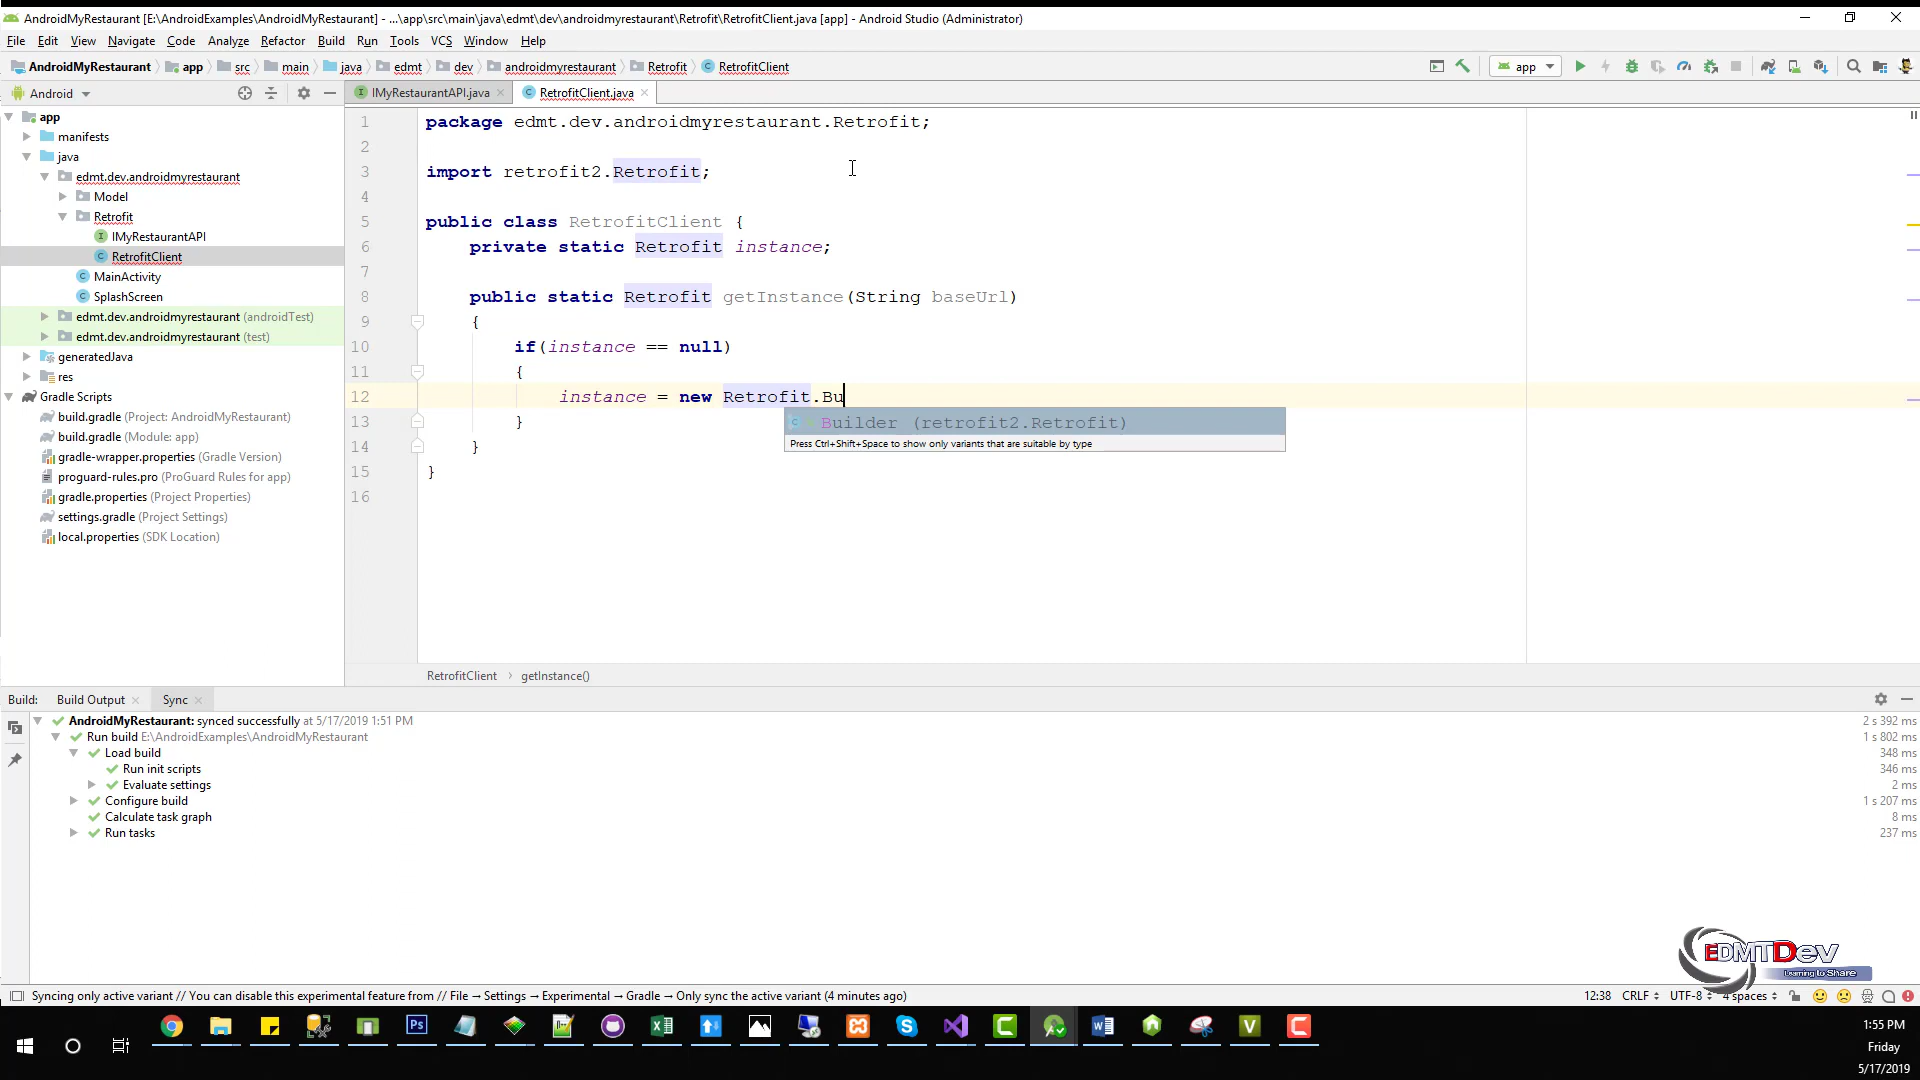 AndroidMyRestaurant [E:\AndroidExamples\AndroidMyRestaurant] - ...\app\src\main\java\edmt\dev\androidmyrestaurant\Retrofit\RetrofitClient.java [app] - Android Studio (Administrator)
File Edit View Navigate Code Analyze Refactor Build Run Tools VCS Window Help
AndroidMyRestaurant app src main java edmt dev androidmyrestaurant Retrofit RetrofitClient app
Android IMyRestaurantAPI.java RetrofitClient.java
app
manifests
java
edmt.dev.androidmyrestaurant
Model
Retrofit
IMyRestaurantAPI
RetrofitClient
MainActivity
SplashScreen
edmt.dev.androidmyrestaurant (androidTest)
edmt.dev.androidmyrestaurant (test)
generatedJava
res
Gradle Scripts
build.gradle (Project: AndroidMyRestaurant)
build.gradle (Module: app)
gradle-wrapper.properties (Gradle Version)
proguard-rules.pro (ProGuard Rules for app)
gradle.properties (Project Properties)
settings.gradle (Project Settings)
local.properties (SDK Location)
1 package edmt.dev.androidmyrestaurant.Retrofit;
2
3 import retrofit2.Retrofit;
4
5 public class RetrofitClient {
6 private static Retrofit instance;
7
8 public static Retrofit getInstance(String baseUrl)
9 {
10 if(instance == null)
11 {
12 instance = new Retrofit.Bu
13 }
14 }
15 }
16
Builder (retrofit2.Retrofit)
Press Ctrl+Shift+Space to show only variants that are suitable by type
RetrofitClient › getInstance()
Build: Build Output Sync
AndroidMyRestaurant: synced successfully at 5/17/2019 1:51 PM 2 s 392 ms
Run build E:\AndroidExamples\AndroidMyRestaurant 1 s 802 ms
Load build 348 ms
Run init scripts 346 ms
Evaluate settings 2 ms
Configure build 1 s 207 ms
Calculate task graph 8 ms
Run tasks 237 ms
EDMTDev
Learning to Share
Syncing only active variant // You can disable this experimental feature from // File → Settings → Experimental → Gradle → Only sync the active variant (4 minutes ago) 12:38 CRLF UTF-8 4 spaces
1:55 PM
Friday
5/17/2019